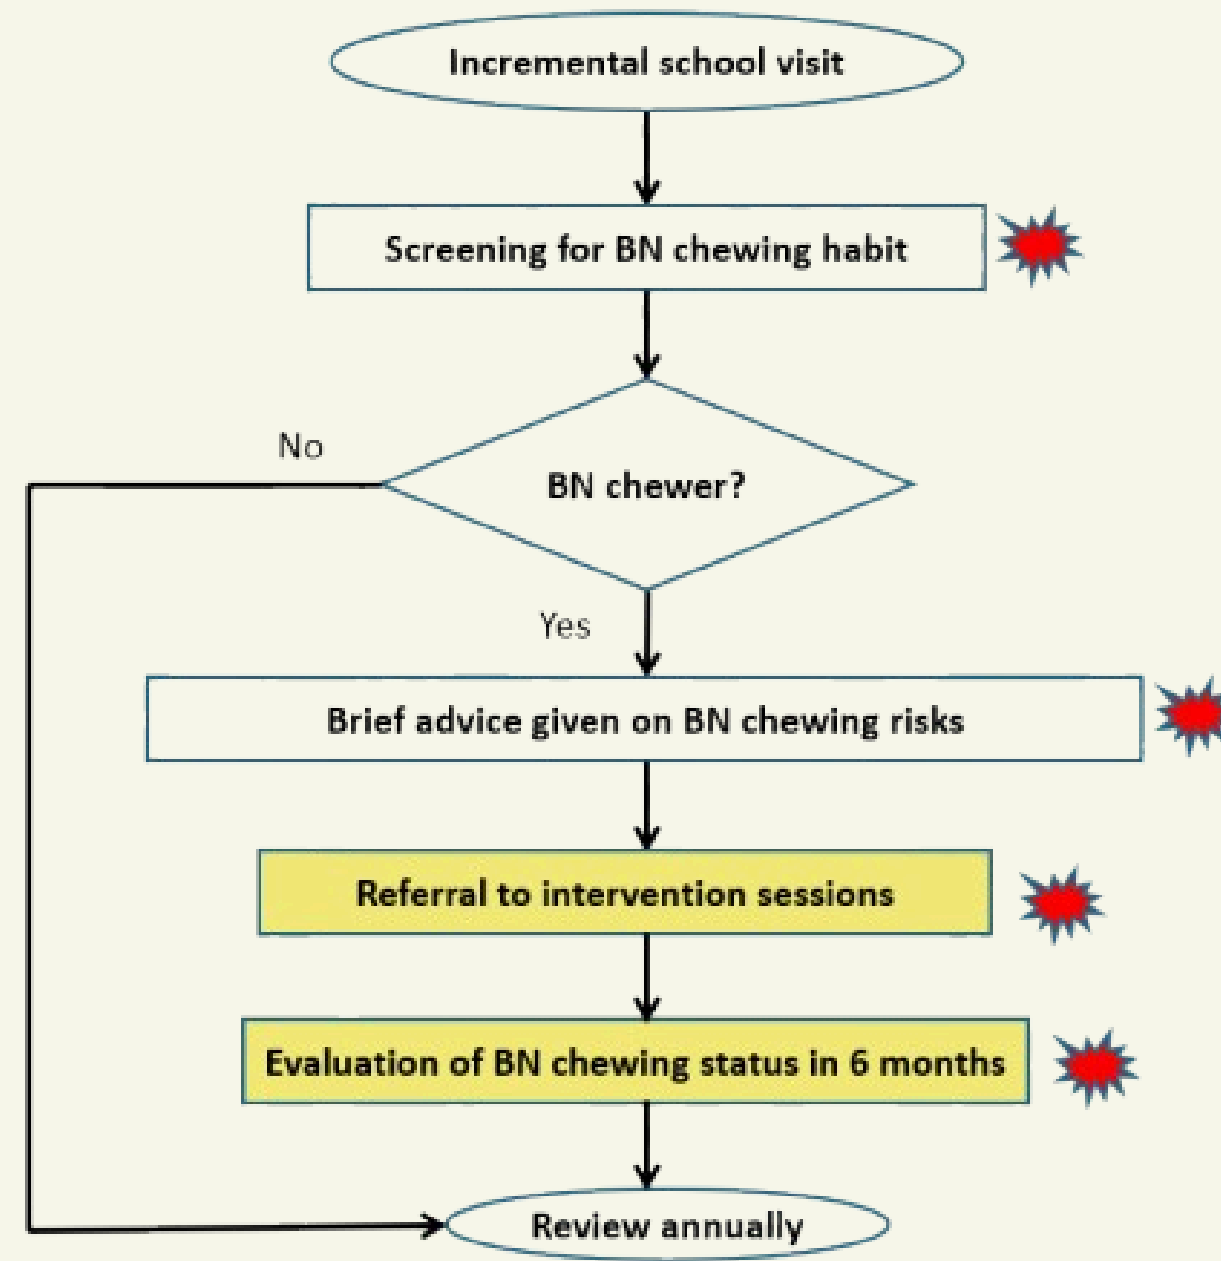 Incremental school visit
Screening for BN chewing habit
No
BN chewer?
Yes
Brief advice given on BN chewing risks
Referral to intervention sessions
Evaluation of BN chewing status in 6 months
Review annually